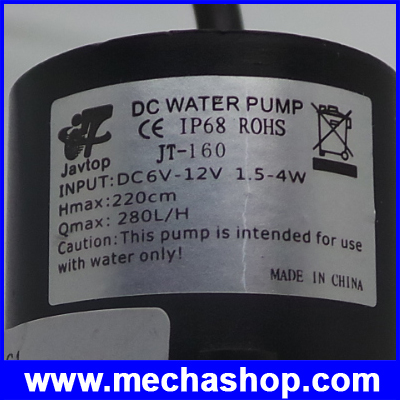 DC WATER PUMP
CE IP68 ROHS
Javtop
JT-160
INPUT:DC6V-12V 1.5-4W
Hmax:220cm
Qmax: 280L/H
Caution:This pump is intended for use
with water only!
MADE IN CHINA
www.mechashop.com